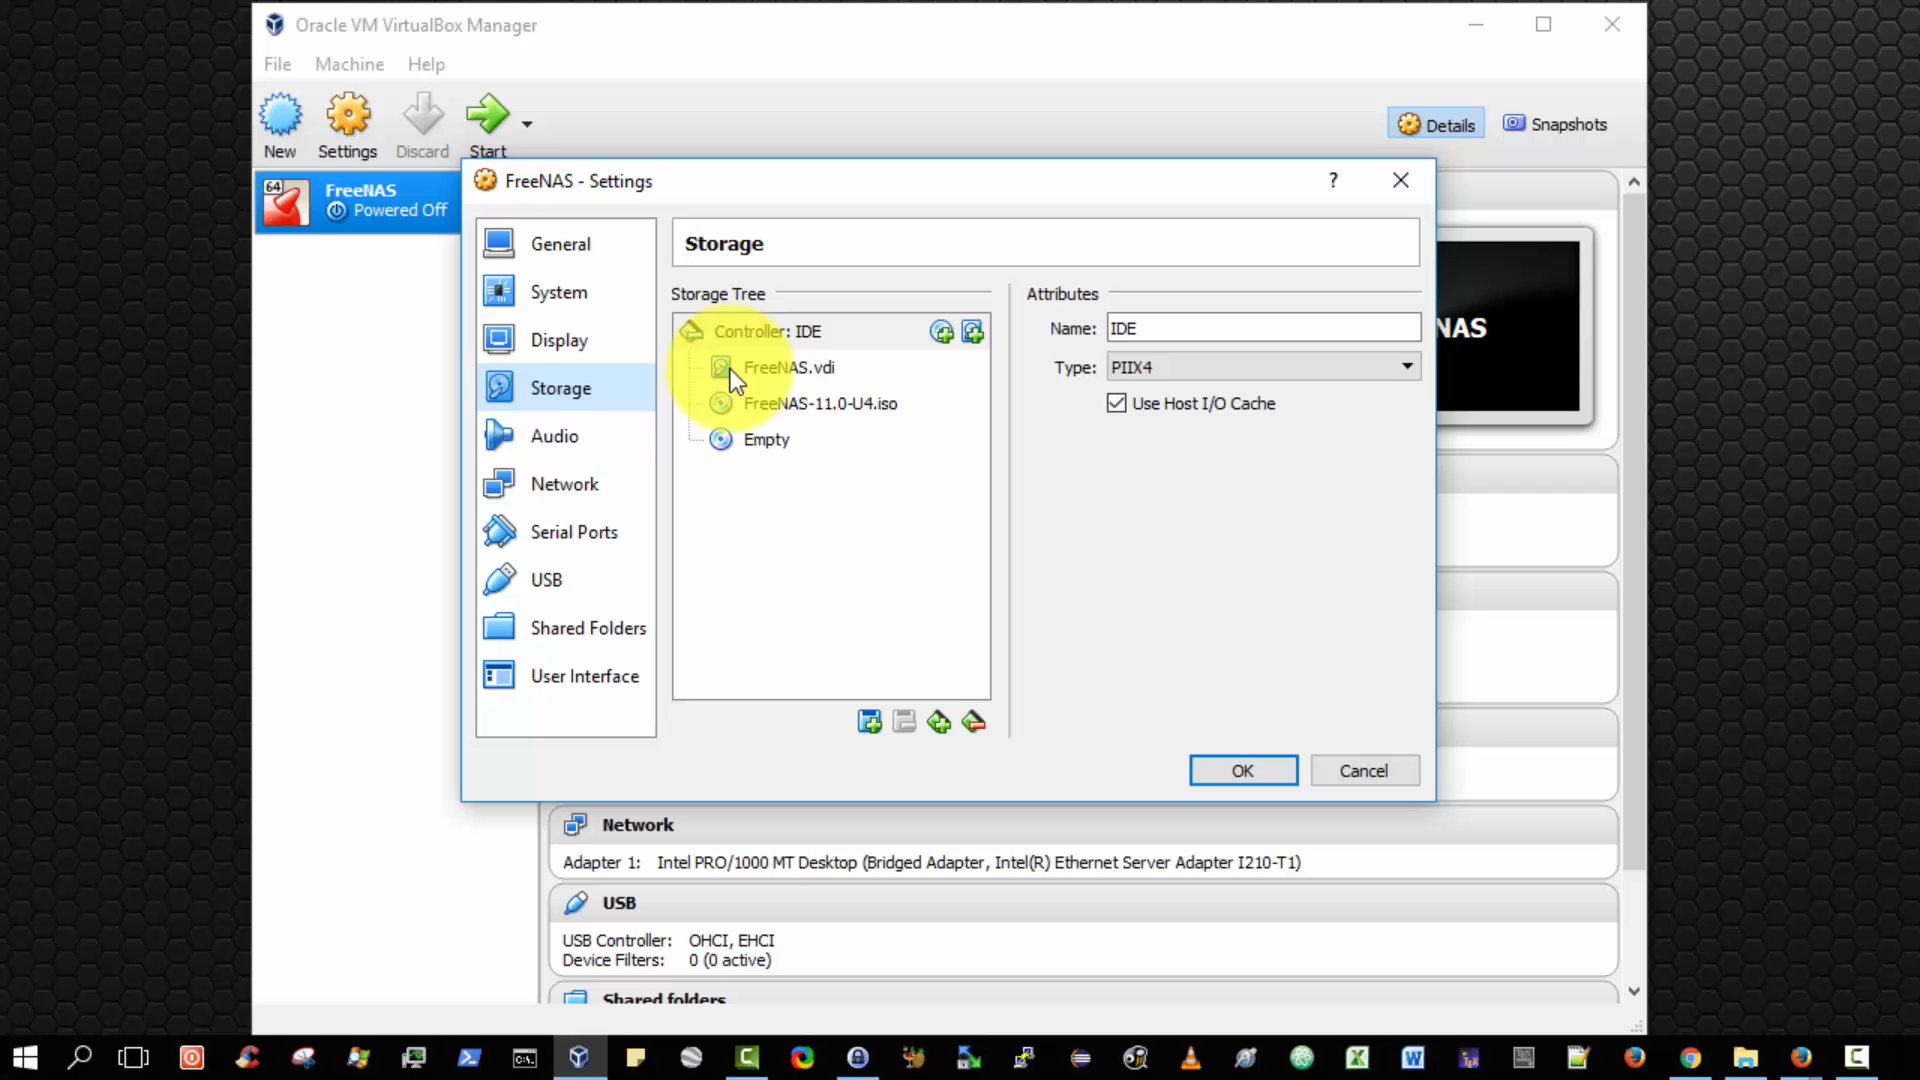 Oracle VM VirtualBox Manager
File Machine Help
New Settings Discard Start
Details Snapshots
64 FreeNAS
Powered Off
FreeNAS - Settings
?
General
System
Display
Storage
Audio
Network
Serial Ports
USB
Shared Folders
User Interface
Storage
Storage Tree
Controller: IDE
FreeNAS.vdi
FreeNAS-11.0-U4.iso
Empty
Attributes
Name: IDE
Type: PIIX4
Use Host I/O Cache
NAS
OK Cancel
Network
Adapter 1: Intel PRO/1000 MT Desktop (Bridged Adapter, Intel(R) Ethernet Server Adapter I210-T1)
USB
USB Controller: OHCI, EHCI
Device Filters: 0 (0 active)
Shared folders